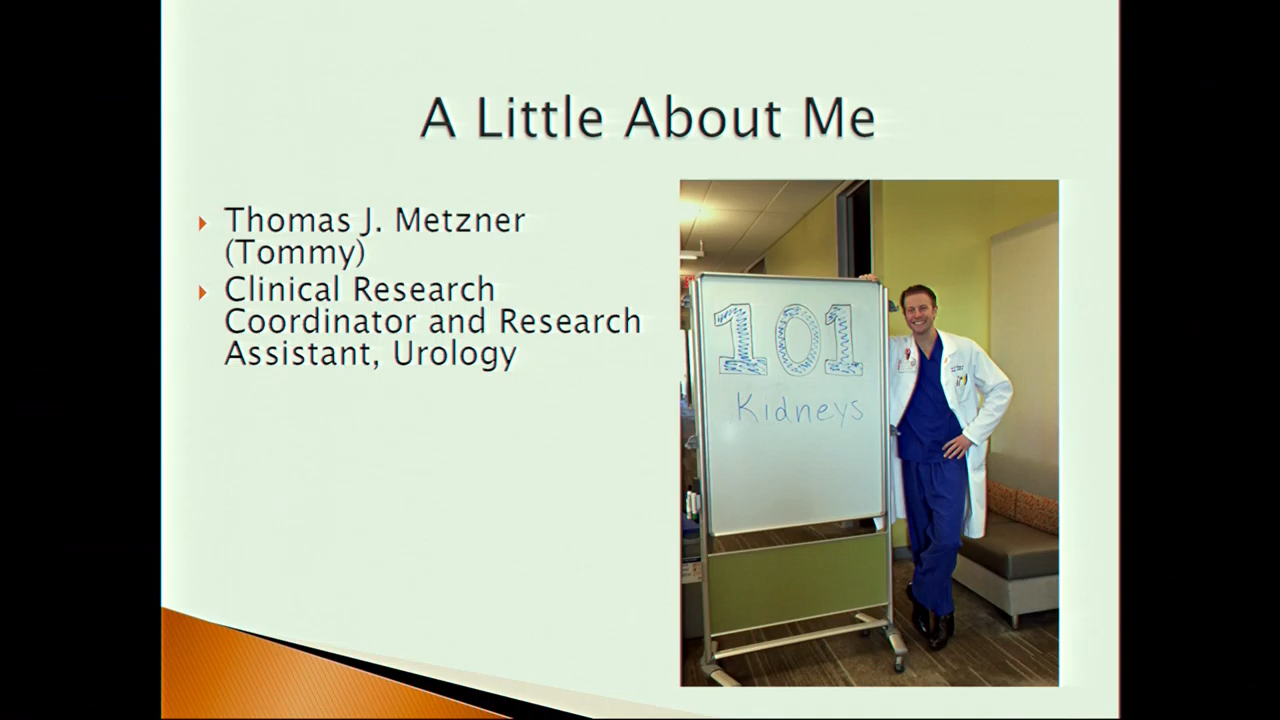 A Little About Me
Thomas J. Metzner
(Tommy)
Clinical Research
Coordinator and Research
Assistant, Urology
101
Kidneys